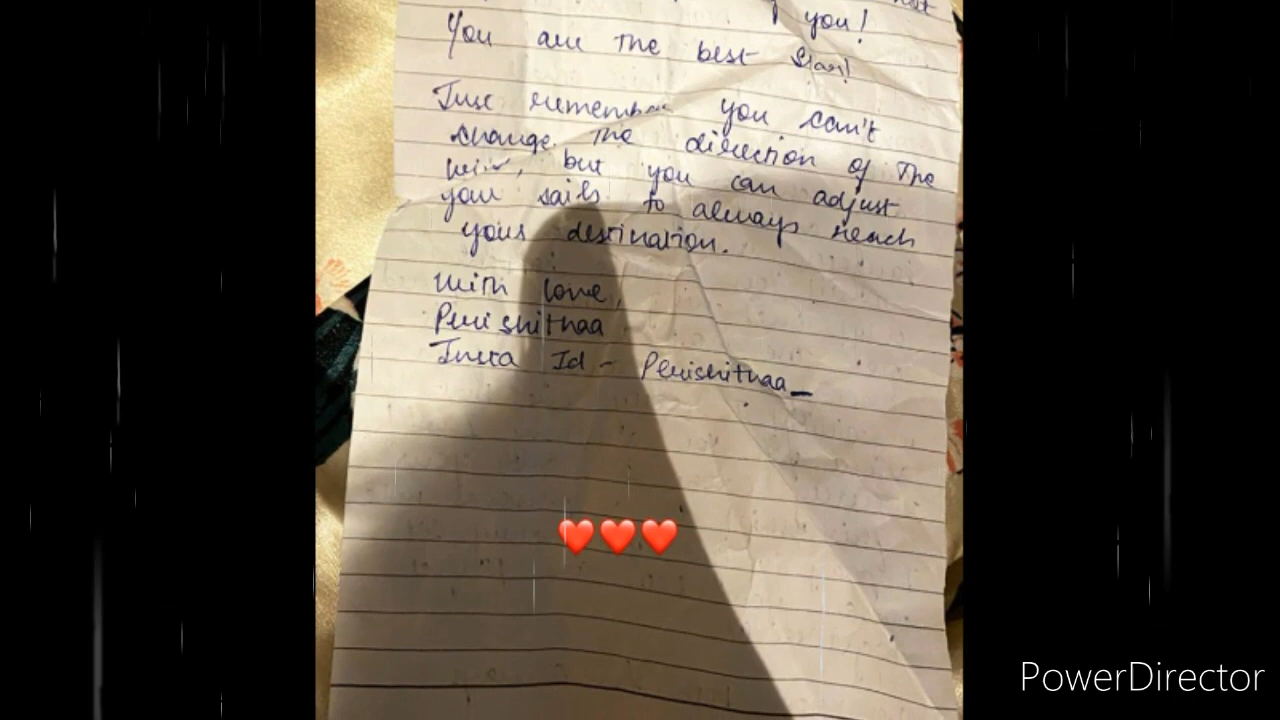 you!
You are the best Star!
Just remember you can't
change the direction of the
, but you can adjust
your sails to always reach
your destination.
With love,
Perishithaa
Insta Id - Perishithaa_
PowerDirector